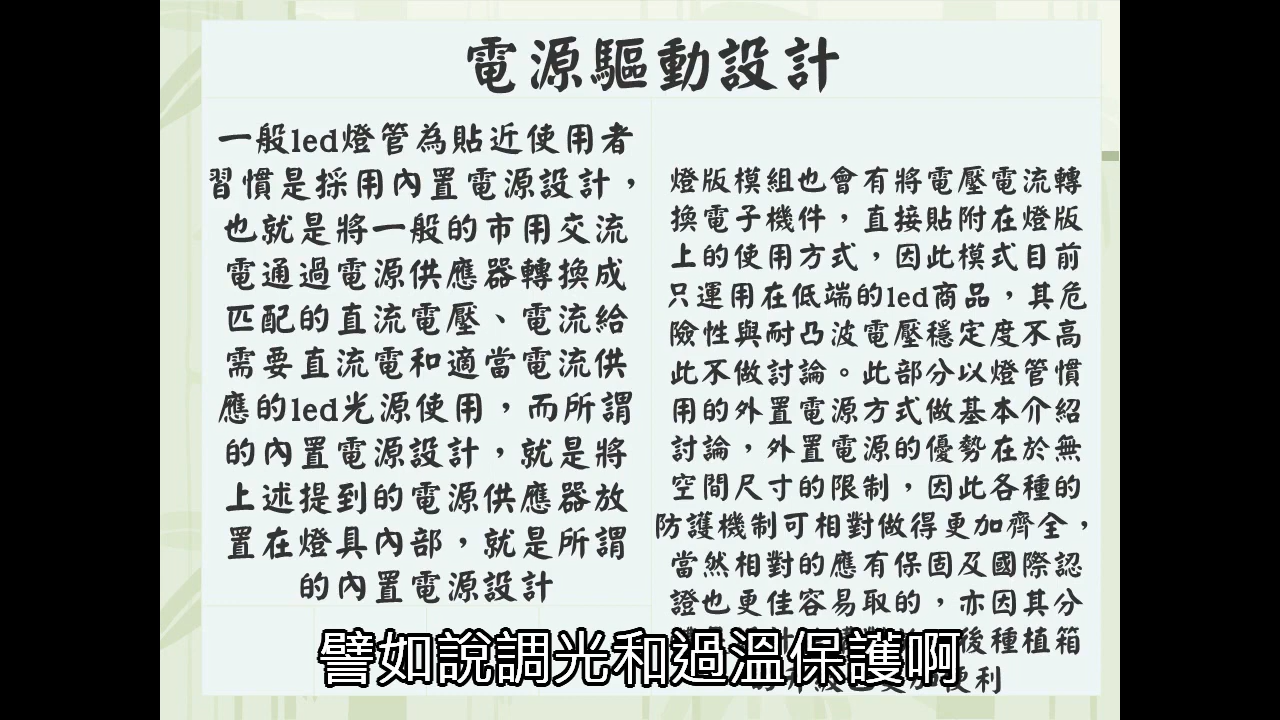 電源驅動設計
一般led燈管為貼近使用者
習慣是採用內置電源設計，
也就是將一般的市用交流
電通過電源供應器轉換成
匹配的直流電壓、電流給
需要直流電和適當電流供
應的led光源使用，而所謂
的內置電源設計，就是將
上述提到的電源供應器放
置在燈具內部，就是所謂
的內置電源設計
燈版模組也會有將電壓電流轉
換電子機件，直接貼附在燈版
上的使用方式，因此模式目前
只運用在低端的led商品，其危
險性與耐凸波電壓穩定度不高
此不做討論。此部分以燈管慣
用的外置電源方式做基本介紹
討論，外置電源的優勢在於無
空間尺寸的限制，因此各種的
防護機制可相對做得更加齊全，
當然相對的應有保固及國際認
證也更佳容易取的，亦因其分
後種植箱
便利
譬如說調光和過溫保護啊